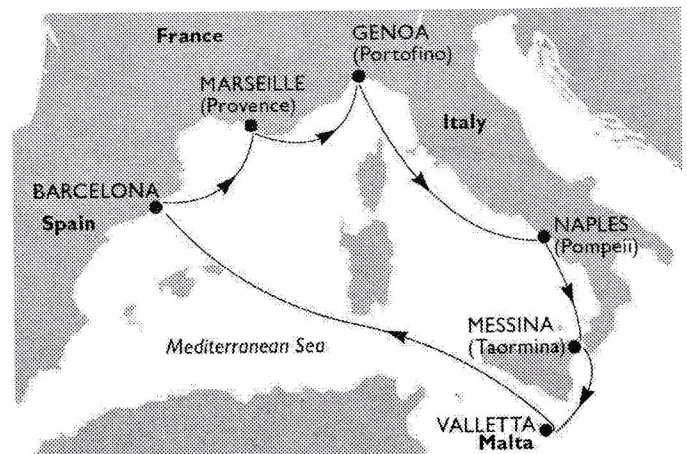 France
GENOA
(Portofino)
MARSEILLE
(Provence)
Italy
BARCELONA
Spain
NAPLES
(Pompeii)
MESSINA
(Taormina)
Mediterranean Sea
VALLETTA
Malta